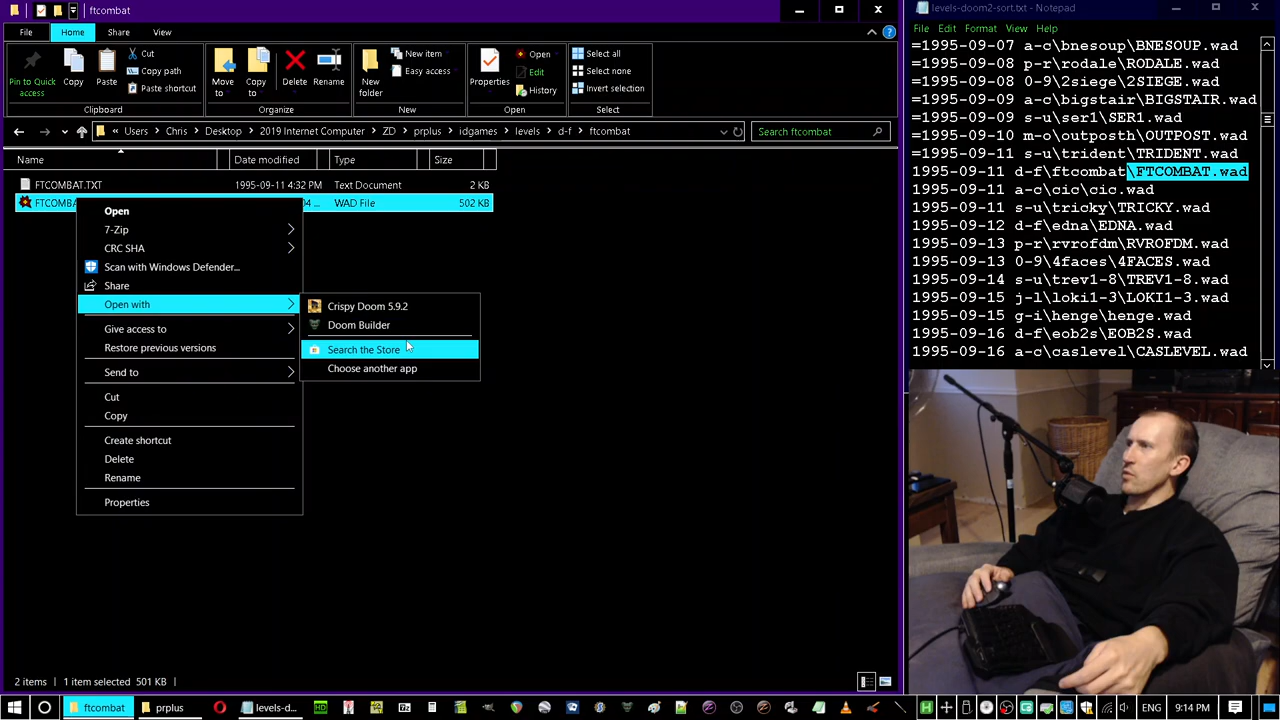 ftcombat
File Home Share View
Pin to Quick access
Copy
Paste
Cut
Copy path
Paste shortcut
Clipboard
Move to
Copy to
Delete
Rename
Organize
New folder
New item
Easy access
New
Properties
Open
Edit
History
Open
Select all
Select none
Invert selection
Select
Users > Chris > Desktop > 2019 Internet Computer > ZD > prplus > idgames > levels > d-f > ftcombat
Search ftcombat
Name Date modified Type Size
FTCOMBAT.TXT 1995-09-11 4:32 PM Text Document 2 KB
WAD File 502 KB
Open
7-Zip
CRC SHA
Scan with Windows Defender...
Share
Open with
Give access to
Restore previous versions
Send to
Cut
Copy
Create shortcut
Delete
Rename
Properties
Crispy Doom 5.9.2
Doom Builder
Search the Store
Choose another app
2 items 1 item selected 501 KB
levels-doom2-sort.txt - Notepad
File Edit Format View Help
=1995-09-07 a-c\bnesoup\BNESOUP.wad
=1995-09-08 p-r\rodale\RODALE.wad
=1995-09-08 0-9\2siege\2SIEGE.wad
=1995-09-09 a-c\bigstair\BIGSTAIR.wad
=1995-09-09 s-u\ser1\SER1.wad
=1995-09-10 m-o\outposth\OUTPOST.wad
=1995-09-11 s-u\trident\TRIDENT.wad
1995-09-11 d-f\ftcombat\FTCOMBAT.wad
1995-09-11 a-c\cic\cic.wad
1995-09-11 s-u\tricky\TRICKY.wad
1995-09-12 d-f\edna\EDNA.wad
1995-09-13 p-r\rvrofdm\RVROFDM.wad
1995-09-13 0-9\4faces\4FACES.wad
1995-09-14 s-u\trev1-8\TREV1-8.wad
1995-09-15 j-l\loki1-3\LOKI1-3.wad
1995-09-15 g-i\henge\henge.wad
1995-09-16 d-f\eob2s\EOB2S.wad
1995-09-16 a-c\caslevel\CASLEVEL.wad
ftcombat
prplus
levels-d...
ENG 9:14 PM